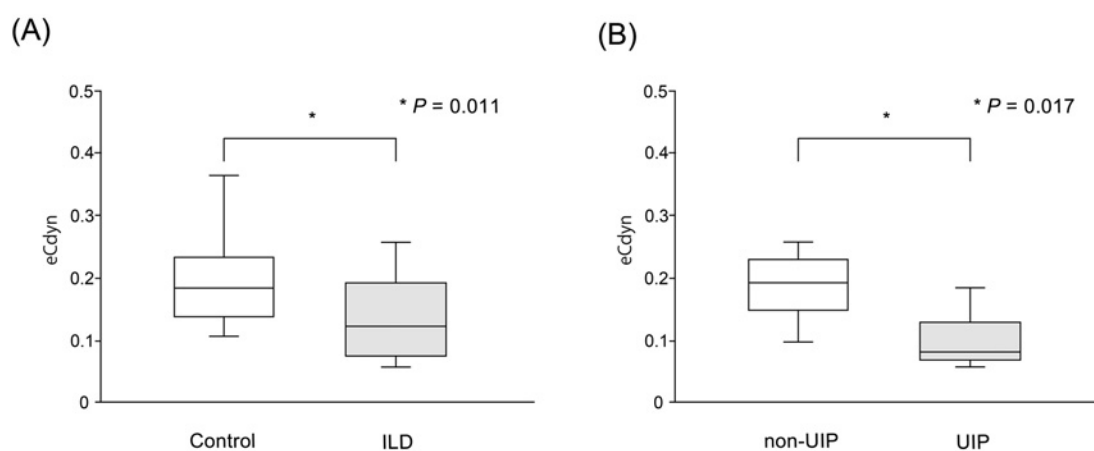 (A)
0.5
0.4
0.3
0.2
0.1
0
eCdyn
*
* P = 0.011
Control ILD
(B)
0.5
0.4
0.3
0.2
0.1
0
eCdyn
*
* P = 0.017
non-UIP UIP